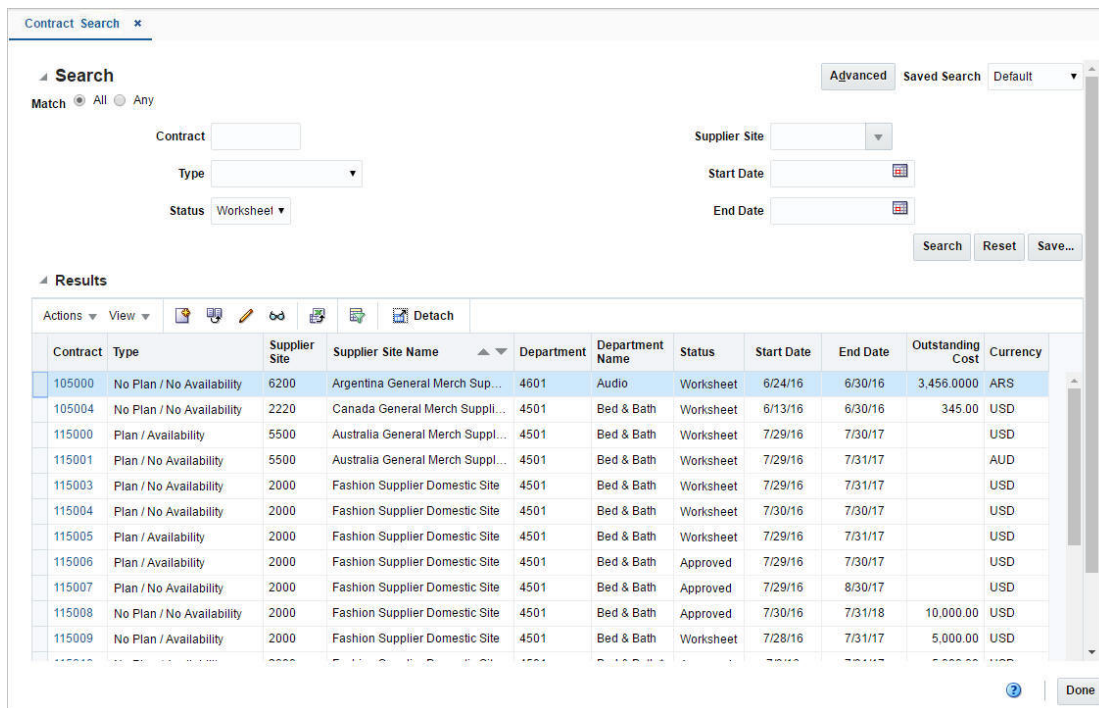 Contract Search
Search
Advanced Saved Search Default
Match All Any
Contract Supplier Site
Type Start Date
Status Worksheet End Date
Search Reset Save...
Results
Actions View Detach
Contract Type Supplier Site Supplier Site Name Department Department Name Status Start Date End Date Outstanding Cost Currency
105000 No Plan / No Availability 6200 Argentina General Merch Sup... 4601 Audio Worksheet 6/24/16 6/30/16 3,456.0000 ARS
105004 No Plan / No Availability 2220 Canada General Merch Suppli... 4501 Bed & Bath Worksheet 6/13/16 6/30/16 345.00 USD
115000 Plan / Availability 5500 Australia General Merch Suppl... 4501 Bed & Bath Worksheet 7/29/16 7/30/17 USD
115001 Plan / No Availability 5500 Australia General Merch Suppl... 4501 Bed & Bath Worksheet 7/29/16 7/31/17 AUD
115003 Plan / No Availability 2000 Fashion Supplier Domestic Site 4501 Bed & Bath Worksheet 7/29/16 7/31/17 USD
115004 Plan / No Availability 2000 Fashion Supplier Domestic Site 4501 Bed & Bath Worksheet 7/30/16 7/30/16 USD
115005 Plan / Availability 2000 Fashion Supplier Domestic Site 4501 Bed & Bath Worksheet 7/29/16 7/31/17 USD
115006 Plan / Availability 2000 Fashion Supplier Domestic Site 4501 Bed & Bath Approved 7/29/16 7/30/17 USD
115007 Plan / No Availability 2000 Fashion Supplier Domestic Site 4501 Bed & Bath Approved 7/29/16 8/30/17 USD
115008 No Plan / No Availability 2000 Fashion Supplier Domestic Site 4501 Bed & Bath Approved 7/30/16 7/31/18 10,000.00 USD
115009 No Plan / Availability 2000 Fashion Supplier Domestic Site 4501 Bed & Bath Worksheet 7/28/16 7/31/17 5,000.00 USD
Done